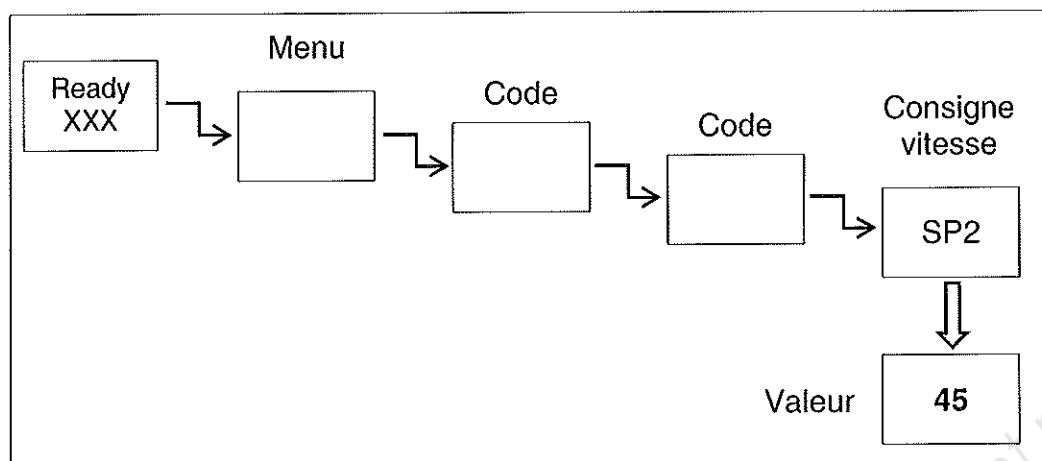 Menu
Ready
XXX
Code
Code
Consigne
vitesse
SP2
Valeur
45